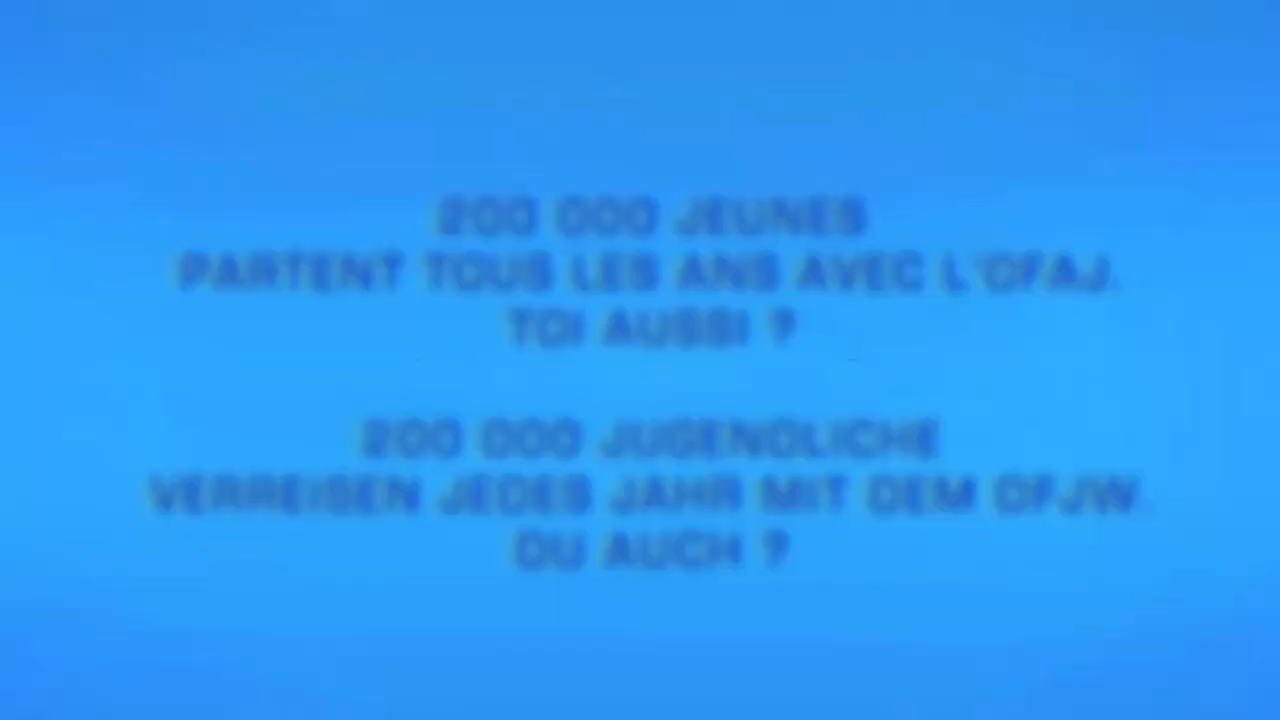 200 000 JEUNES
PARTENT TOUS LES ANS AVEC L'OFAJ.
TOI AUSSI ?
200 000 JUGENDLICHE
VERREISEN JEDES JAHR MIT DEM DFJW.
DU AUCH ?